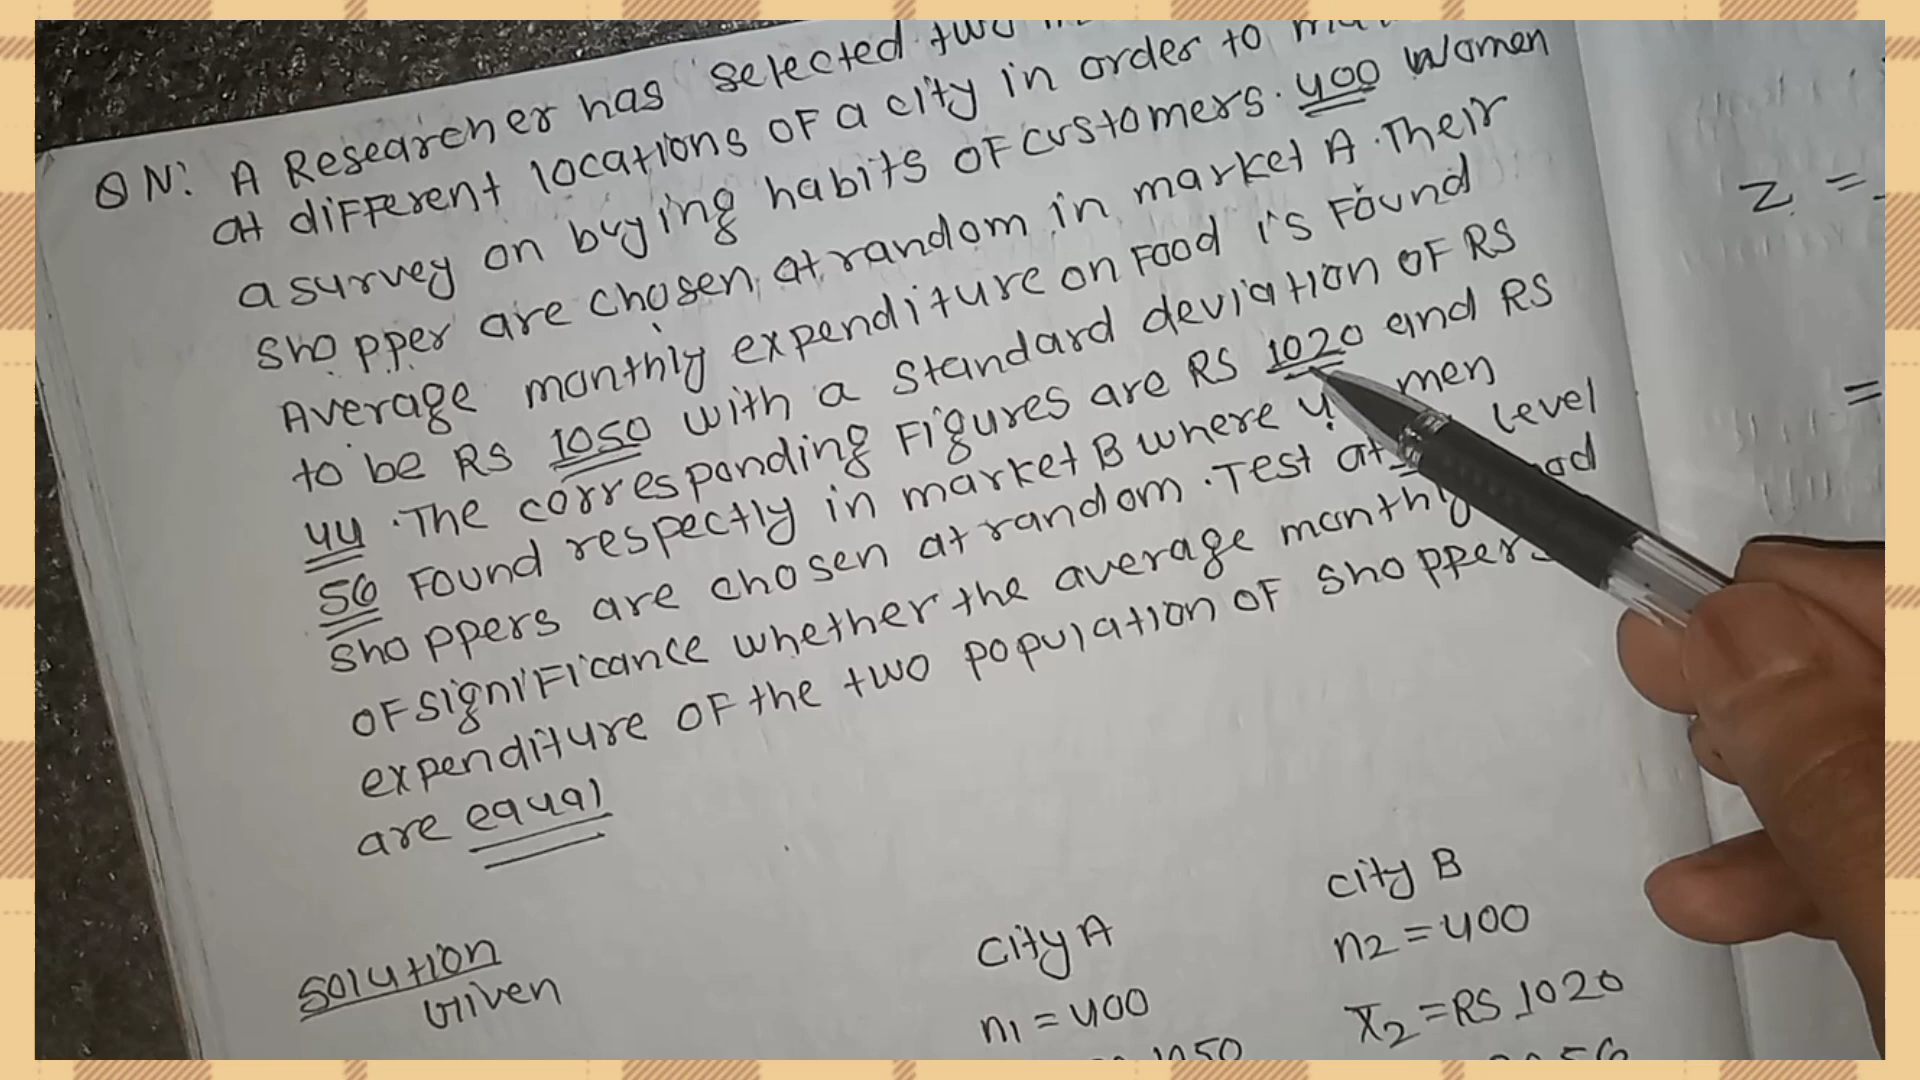 QN: A Researcher has selected two
at different locations of a city in order to
a survey on buying habits of customers. 400 women
shopper are chosen at random in market A. Their
Average monthly expenditure on Food is Found
to be RS 1050 with a standard deviation of RS
44. The corresponding Figures are RS 1020 and RS
56 Found respectly in market B where men
shoppers are chosen at random. Test at level
of significance whether the average monthly
expenditure of the two population of shoppers
are equal
Solution
Given
City A
n1 = 400
1050
City B
n2 = 400
X̄2 = RS 1020
56
Z =
=